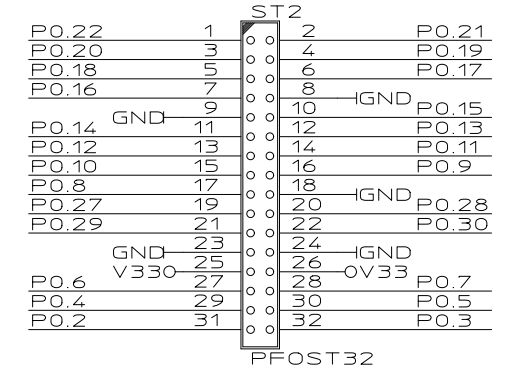 ST2
P0.22 1 2 P0.21
P0.20 3 4 P0.19
P0.18 5 6 P0.17
P0.16 7 8 GND
GND 9 10 P0.15
P0.14 11 12 P0.13
P0.12 13 14 P0.11
P0.10 15 16 P0.9
P0.8 17 18 GND
P0.27 19 20 P0.28
P0.29 21 22 P0.30
GND 23 24 GND
V33 25 26 V33
P0.6 27 28 P0.7
P0.4 29 30 P0.5
P0.2 31 32 P0.3
PFOST32